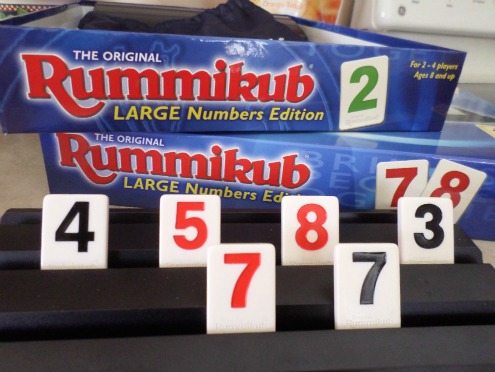 THE ORIGINAL
Rummikub
LARGE Numbers Edition
2
For 2 - 4 players
Ages 8 and up
THE ORIGINAL
Rummikub
LARGE Numbers Edi
7 8
4 5 8 3
7 7